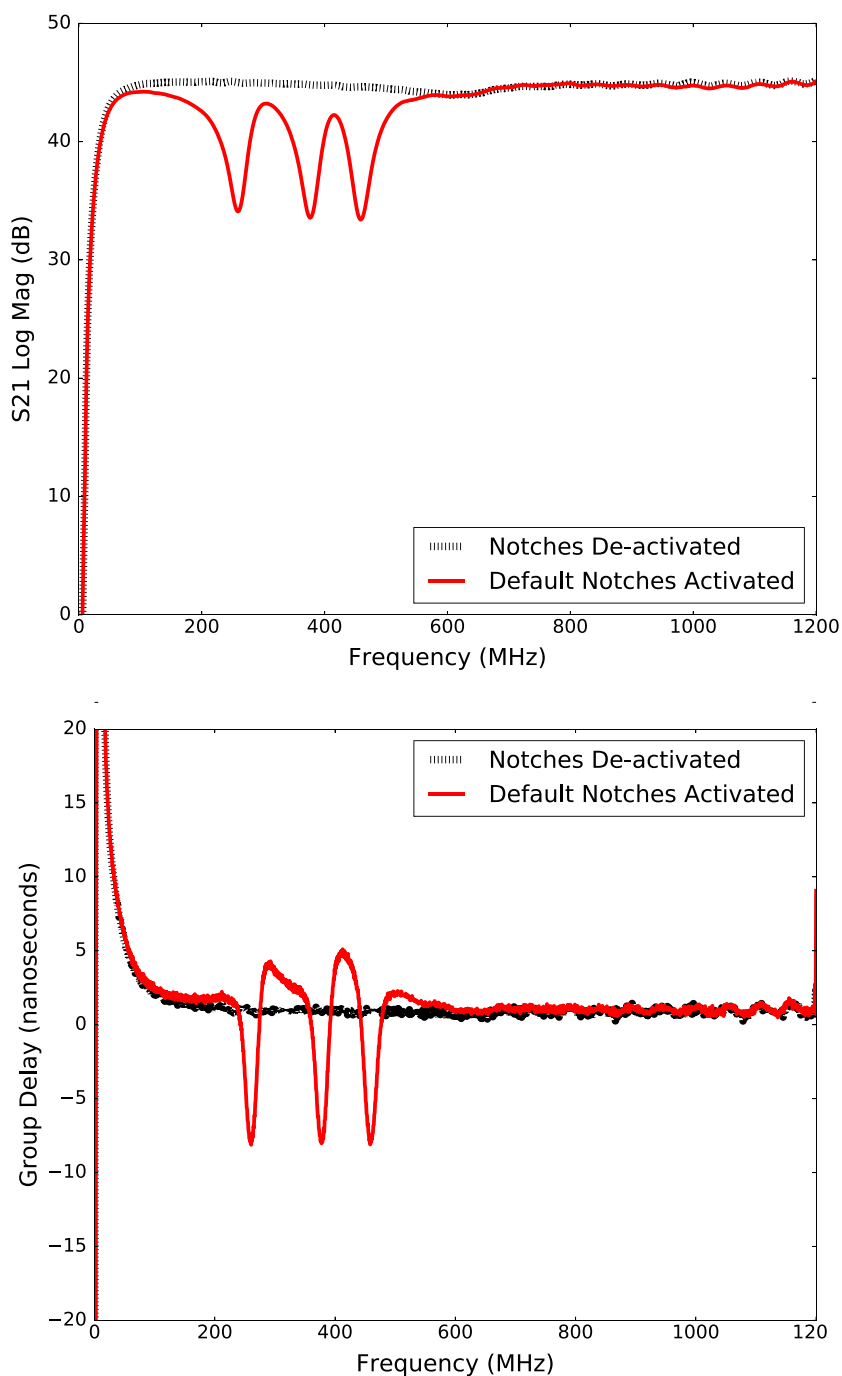 50
40
30
20
10
0
S21 Log Mag (dB)
Notches De-activated
Default Notches Activated
0 200 400 600 800 1000 1200
Frequency (MHz)
20
15
10
5
0
−5
−10
−15
−20
Group Delay (nanoseconds)
Notches De-activated
Default Notches Activated
0 200 400 600 800 1000 120
Frequency (MHz)